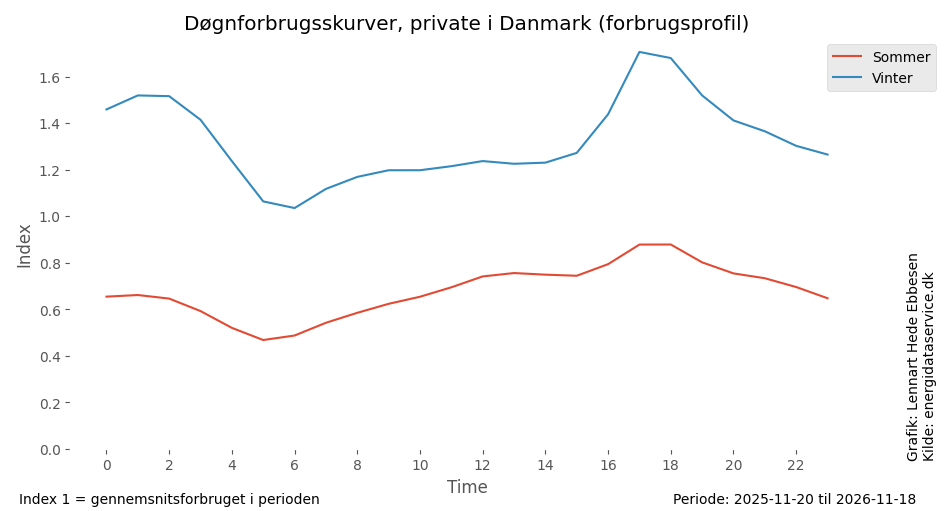 Døgnforbrugsskurver, private i Danmark (forbrugsprofil)
Sommer
Vinter
Index
1.6
1.4
1.2
1.0
0.8
0.6
0.4
0.2
0.0
0 2 4 6 8 10 12 14 16 18 20 22
Time
Grafik: Lennart Hede Ebbesen
Kilde: energidataservice.dk
Index 1 = gennemsnitsforbruget i perioden
Periode: 2025-11-20 til 2026-11-18